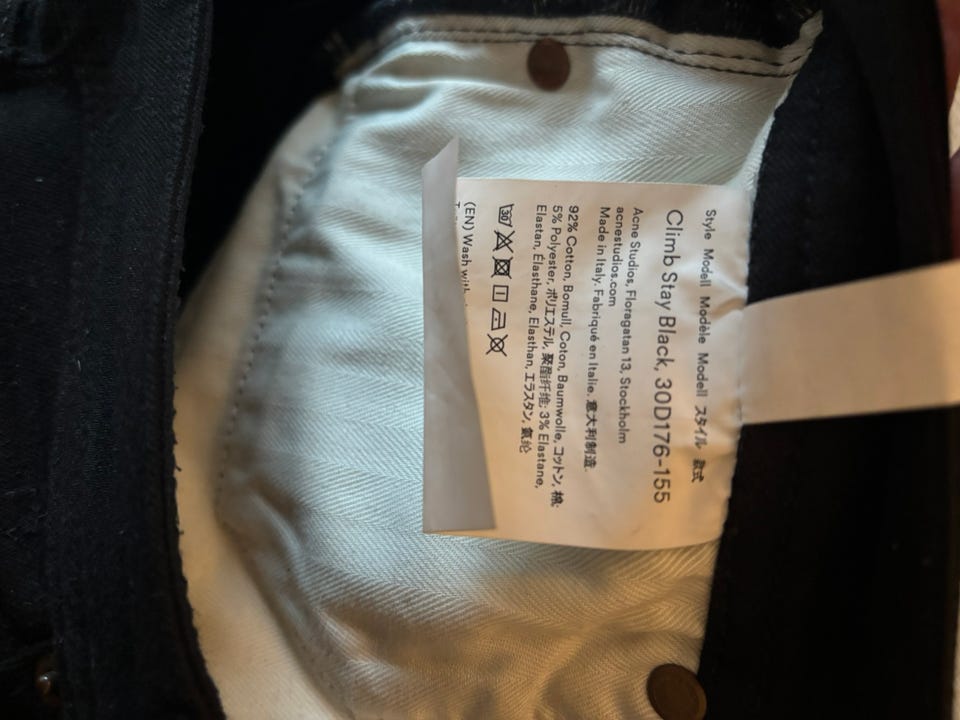 Style Modell Modèle Modell スタイル 款式
Climb Stay Black, 30D176-155
Acne Studios, Floragatan 13, Stockholm
acnestudios.com
Made in Italy. Fabriqué en Italie. 意大利制造.
92% Cotton, Bomull, Coton, Baumwolle, コットン, 棉;
5% Polyester, ポリエステル, 聚酯纤维; 3% Elastane,
Elastan, Élasthane, Elasthan, エラスタン, 氨纶
30
(EN) Wash with